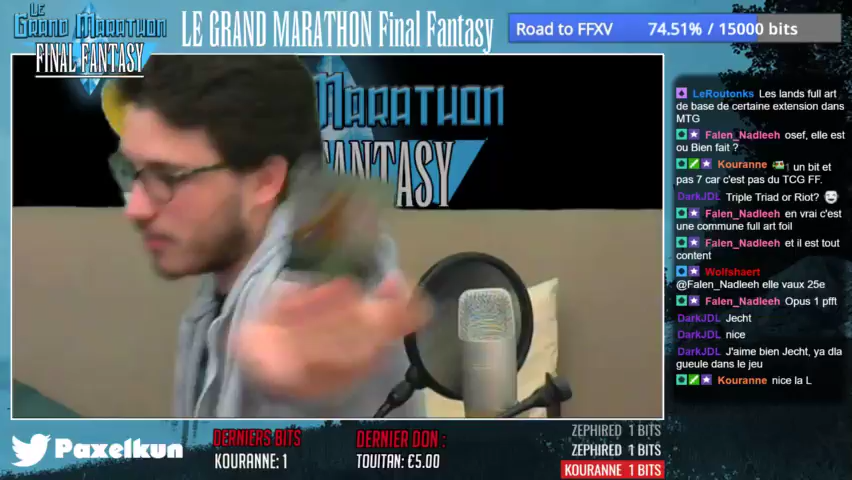 LE
GRAND MARATHON
FINAL FANTASY
LE GRAND MARATHON Final Fantasy
Road to FFXV 74.51% / 15000 bits
MARATHON
FANTASY
LeRoutonks Les lands full art
de base de certaine extension dans
MTG
Falen_Nadleeh osef, elle est
ou Bien fait ?
Kouranne 1 un bit et
pas 7 car c'est pas du TCG FF.
DarkJDL Triple Triad or Riot?
Falen_Nadleeh en vrai c'est
une commune full art foil
Falen_Nadleeh et il est tout
content
Wolfshaert
@Falen_Nadleeh elle vaux 25e
Falen_Nadleeh Opus 1 pfft
DarkJDL Jecht
DarkJDL nice
DarkJDL J'aime bien Jecht, ya dla
gueule dans le jeu
Kouranne nice la L
Paxelkun
DERNIERS BITS
KOURANNE: 1
DERNIER DON :
TOUITAN: €5.00
ZEPHIRED 1 BITS
ZEPHIRED 1 BITS
KOURANNE 1 BITS